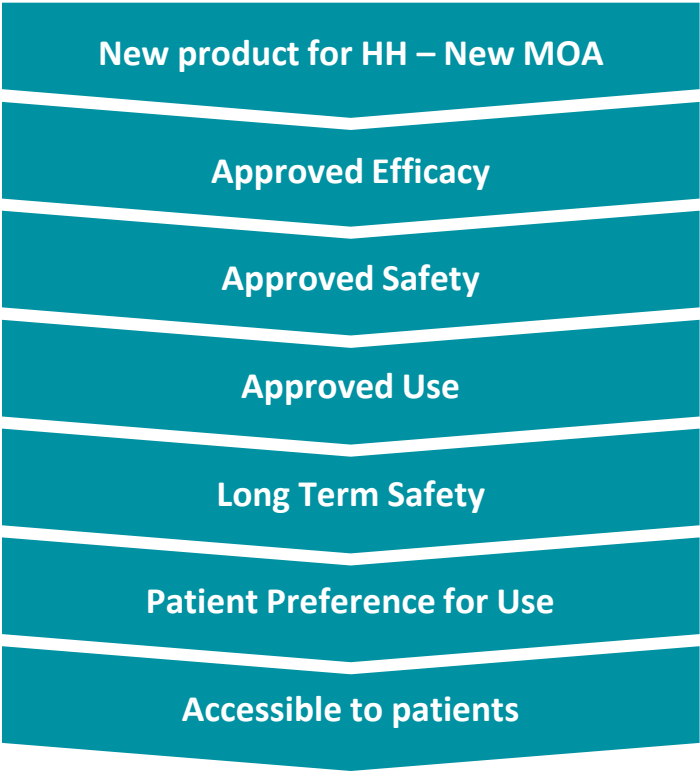 New product for HH – New MOA
Approved Efficacy
Approved Safety
Approved Use
Long Term Safety
Patient Preference for Use
Accessible to patients